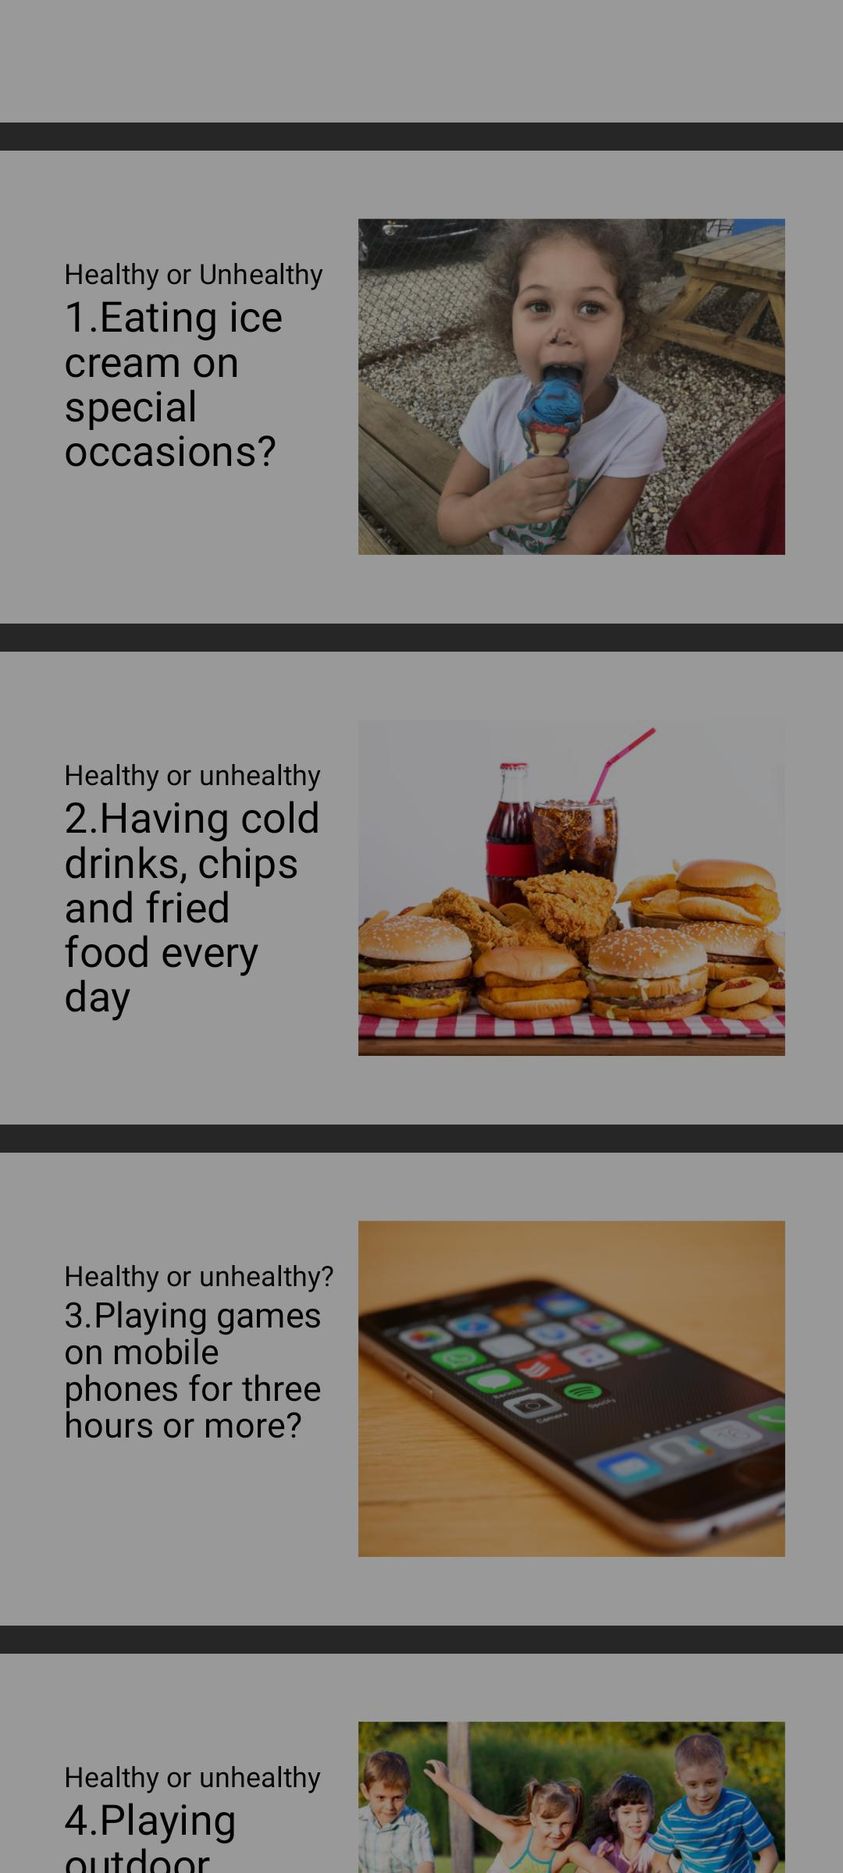 Healthy or Unhealthy
1.Eating ice
cream on
special
occasions?
Healthy or unhealthy
2.Having cold
drinks, chips
and fried
food every
day
Healthy or unhealthy?
3.Playing games
on mobile
phones for three
hours or more?
Healthy or unhealthy
4.Playing
outdoor